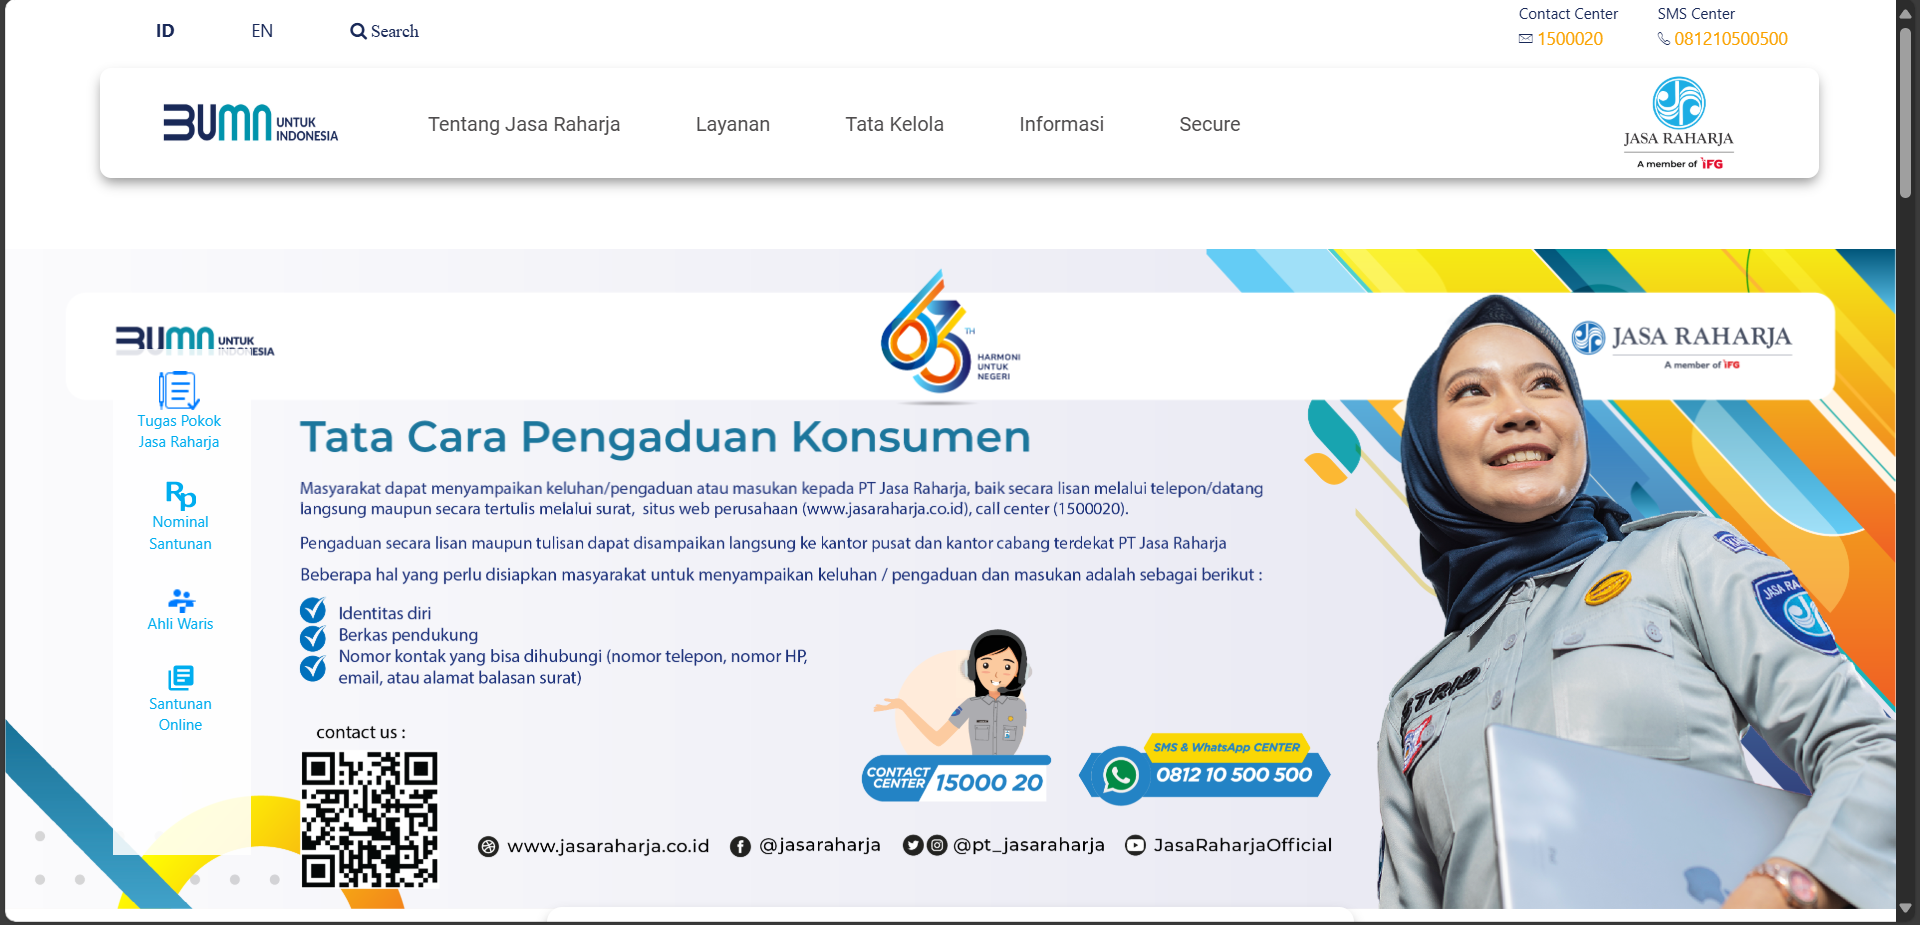 ID
EN
Search
Contact Center
1500020
SMS Center
081210500500
BUMN UNTUK
INDONESIA
Tentang Jasa Raharja
Layanan
Tata Kelola
Informasi
Secure
JASA RAHARJA
A member of IFG
BUMN UNTUK
INDONESIA
63 TH
HARMONI
UNTUK
NEGERI
JASA RAHARJA
A member of IFG
Tugas Pokok
Jasa Raharja
Rp
Nominal
Santunan
Ahli Waris
Santunan
Online
Tata Cara Pengaduan Konsumen
Masyarakat dapat menyampaikan keluhan/pengaduan atau masukan kepada PT Jasa Raharja, baik secara lisan melalui telepon/datang
langsung maupun secara tertulis melalui surat, situs web perusahaan (www.jasaraharja.co.id), call center (1500020).
Pengaduan secara lisan maupun tulisan dapat disampaikan langsung ke kantor pusat dan kantor cabang terdekat PT Jasa Raharja
Beberapa hal yang perlu disiapkan masyarakat untuk menyampaikan keluhan / pengaduan dan masukan adalah sebagai berikut :
Identitas diri
Berkas pendukung
Nomor kontak yang bisa dihubungi (nomor telepon, nomor HP,
email, atau alamat balasan surat)
contact us :
CONTACT
CENTER
15000 20
SMS & WhatsApp CENTER
0812 10 500 500
www.jasaraharja.co.id
@jasaraharja
@pt_jasaraharja
JasaRaharjaOfficial
JASA RA
STRID